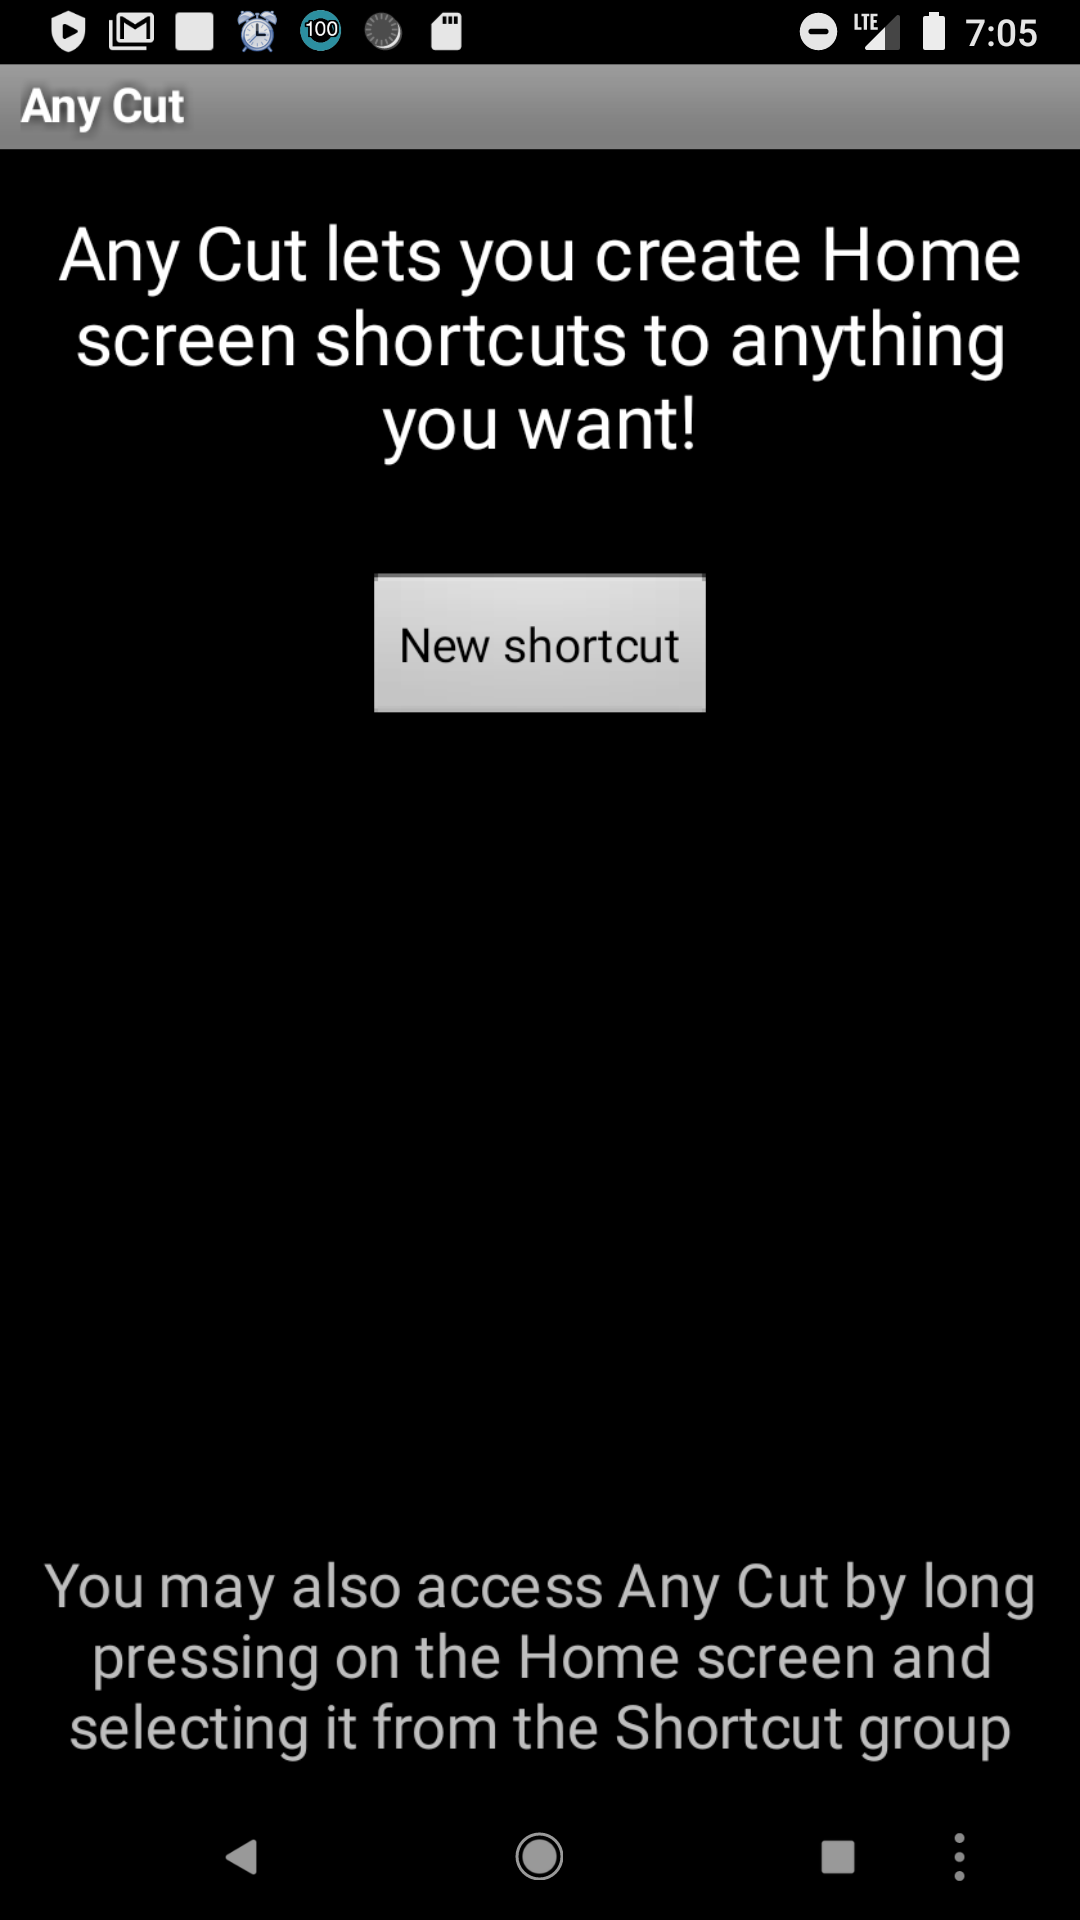 100
LTE
7:05
Any Cut
Any Cut lets you create Home
screen shortcuts to anything
you want!
New shortcut
You may also access Any Cut by long
pressing on the Home screen and
selecting it from the Shortcut group